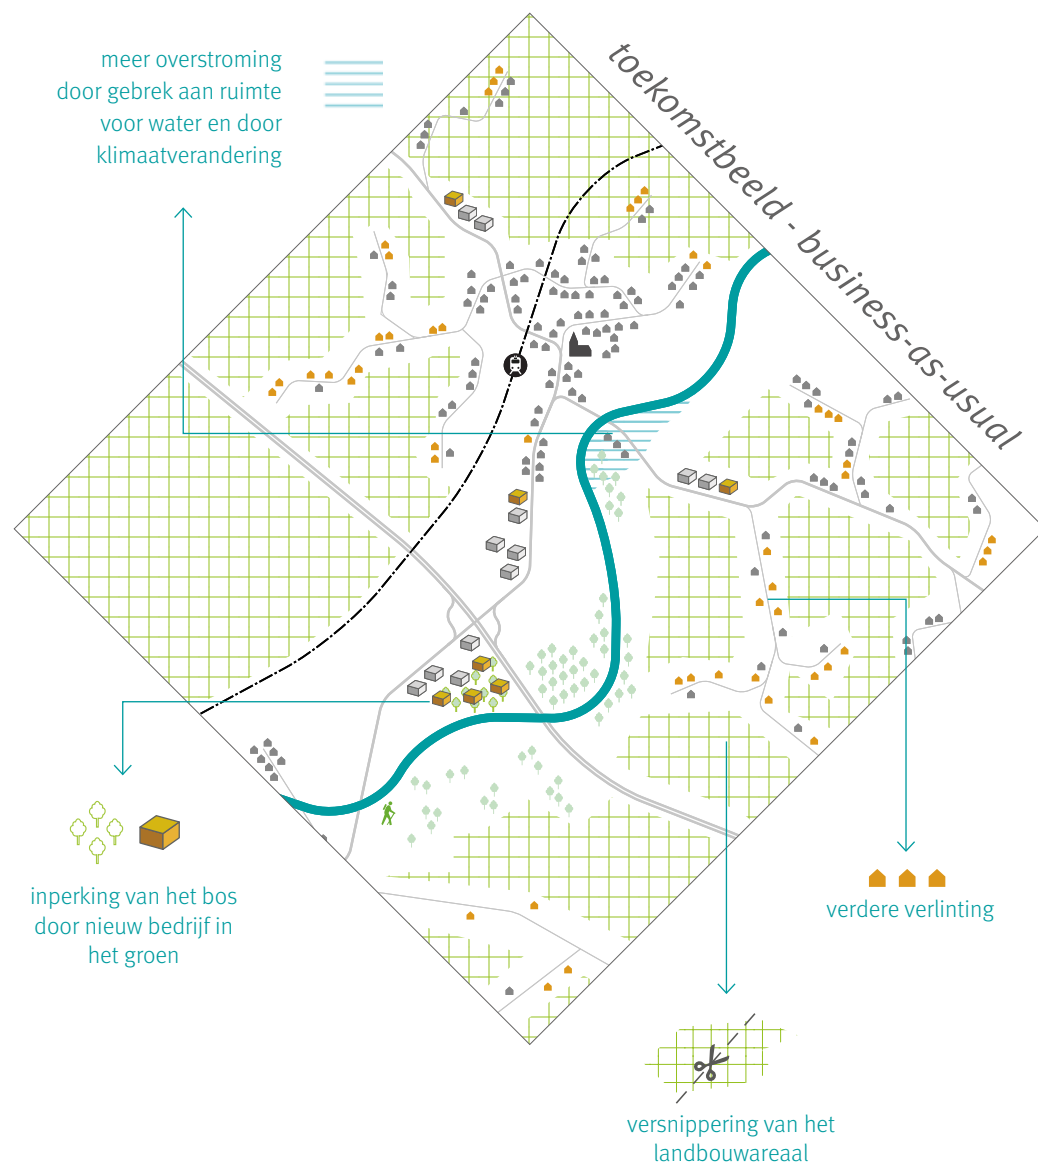 meer overstroming
door gebrek aan ruimte
voor water en door
klimaatverandering
toekomstbeeld - business-as-usual
inperking van het bos
door nieuw bedrijf in
het groen
verdere verlinting
versnippering van het
landbouwareaal